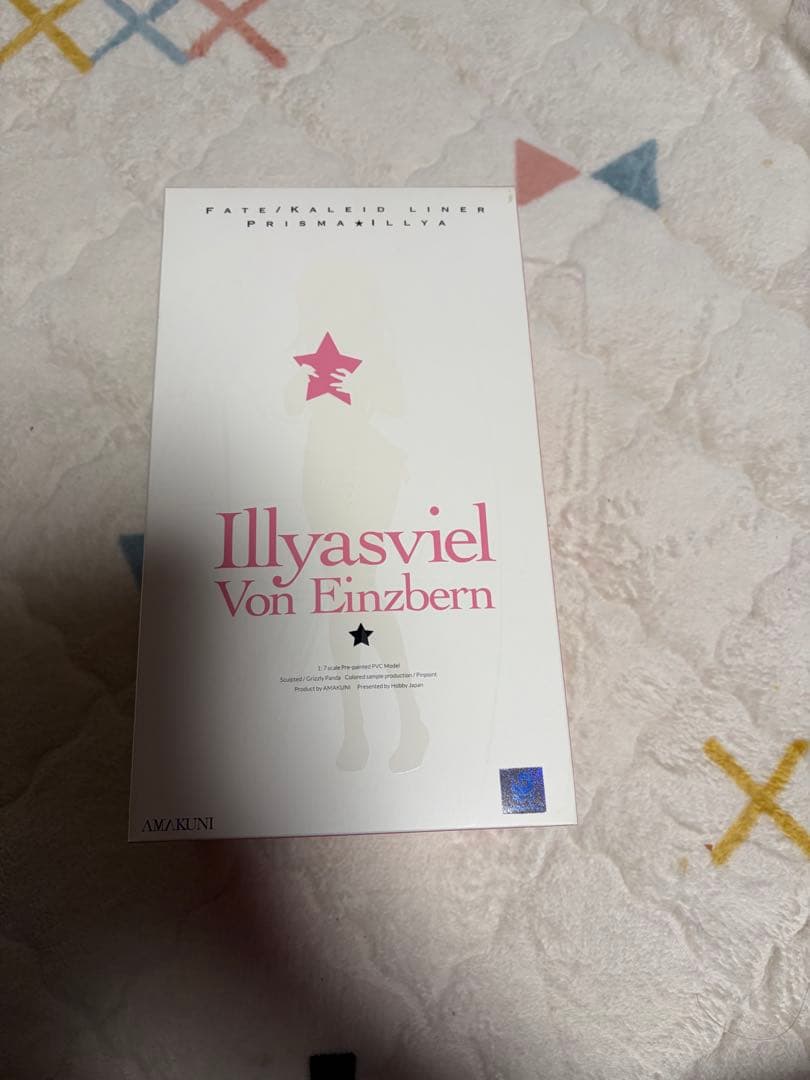 FATE/KALEID LINER
PRISMA★ILLYA
Illyasviel
Von Einzbern
1: 7 scale Pre-painted PVC Model
Sculpted / Grizzly Panda Colored sample production / Pinpoint
Product by AMAKUNI Presented by Hobby Japan
AMAKUNI